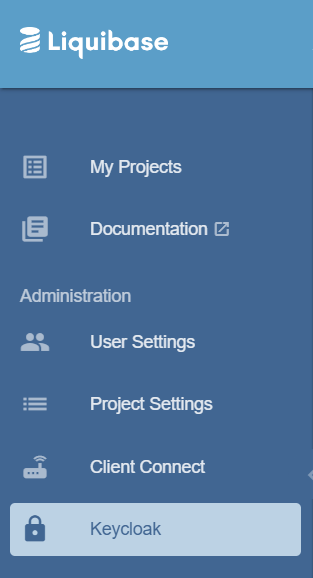 Liquibase
My Projects
Documentation
Administration
User Settings
Project Settings
Client Connect
Keycloak